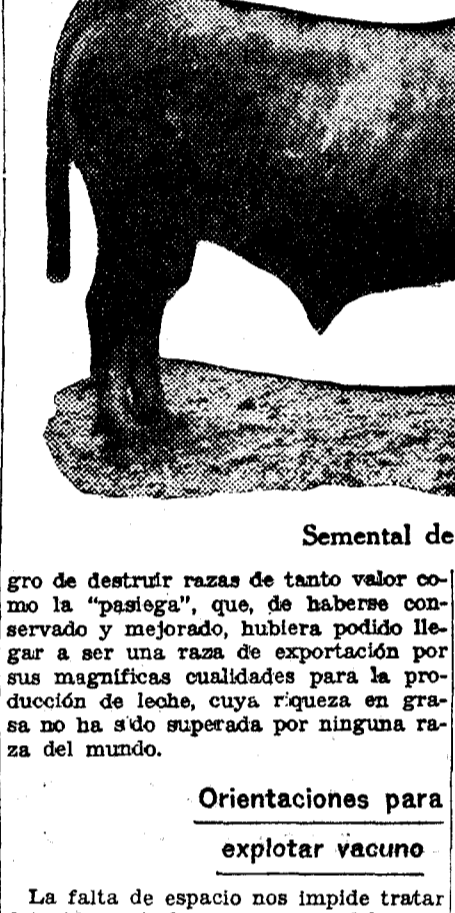 Semental de
gro de destruir razas de tanto valor co-
mo la "pasiega", que, de haberse con-
servado y mejorado, hubiera podido lle-
gar a ser una raza de exportación por
sus magníficas cualidades para la pro-
ducción de leche, cuya riqueza en gra-
sa no ha sido superada por ninguna ra-
za del mundo.
Orientaciones para
explotar vacuno
La falta de espacio nos impide tratar